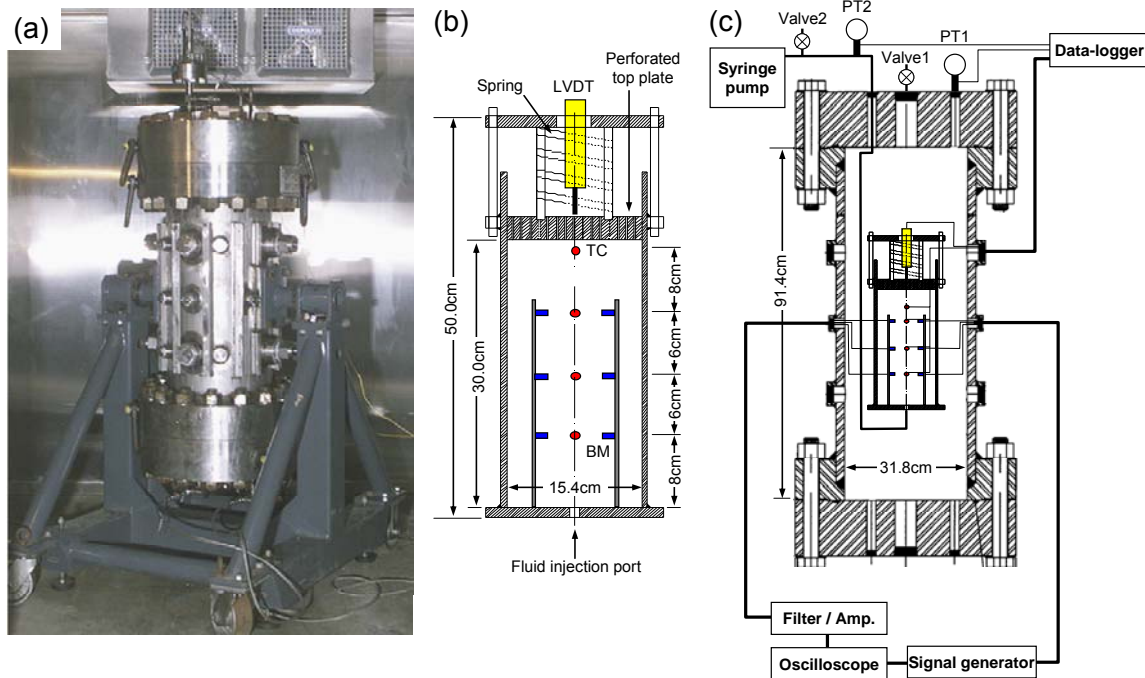 (a)
(b)
Perforated
top plate
Spring
LVDT
TC
BM
50.0cm
30.0cm
15.4cm
8cm
6cm
6cm
8cm
Fluid injection port
(c)
Valve2
PT2
PT1
Valve1
Syringe
pump
Data-logger
91.4cm
31.8cm
Filter / Amp.
Oscilloscope
Signal generator